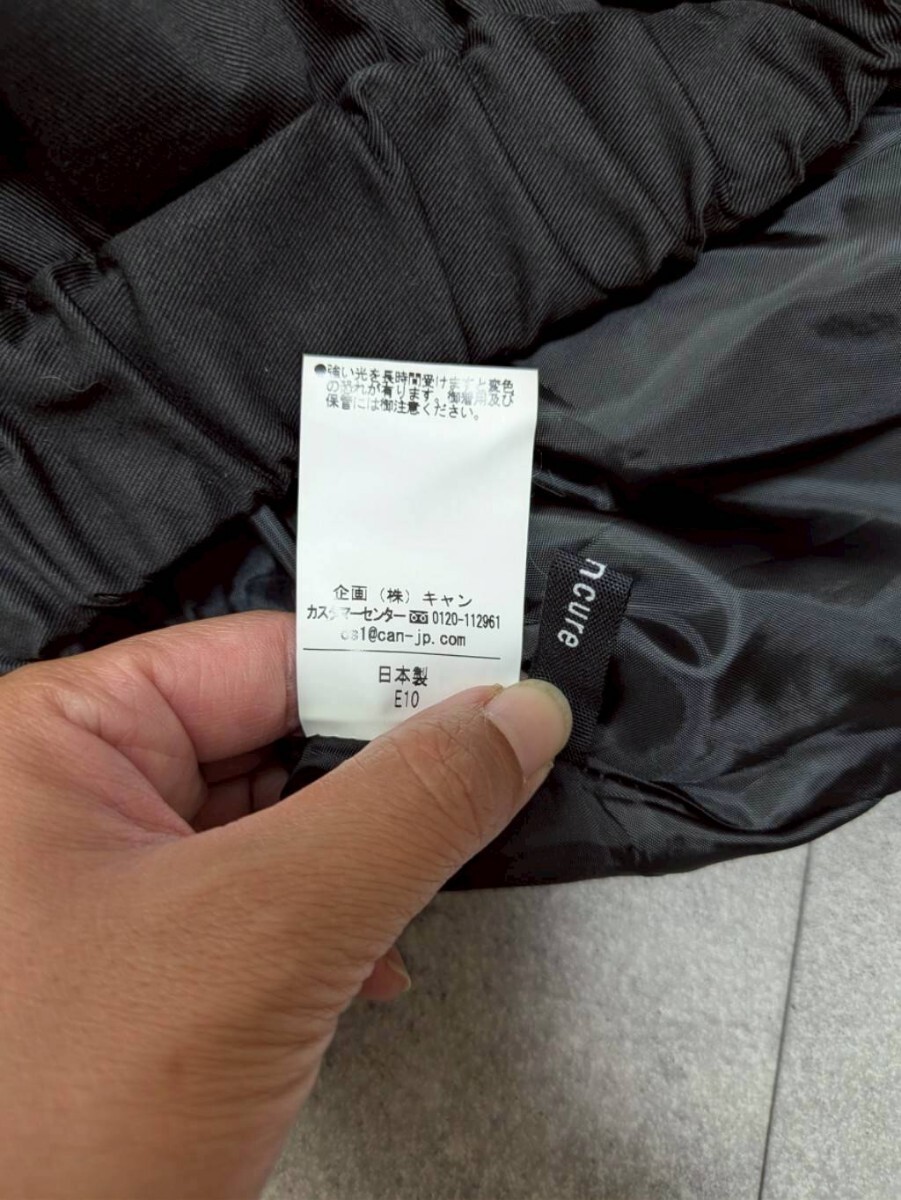 ●強い光を長時間受けますと変色
の恐れが有ります。御着用及び
保管には御注意ください。
企画（株）キャン
カスタマーセンター 0120-112961
cs1@can-jp.com
日本製
E10
ncure